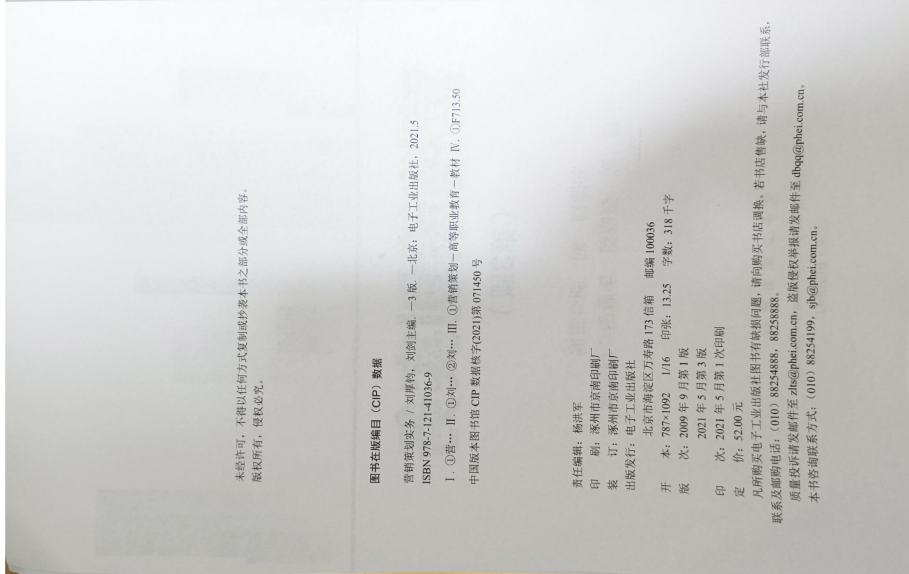 未经许可，不得以任何方式复制或抄袭本书之部分或全部内容。
版权所有，侵权必究。
图书在版编目（CIP）数据
营销策划实务 / 刘厚钧，刘剑主编. —3 版. —北京：电子工业出版社，2021.5
ISBN 978-7-121-41036-9
Ⅰ. ①营… Ⅱ. ①刘… ②刘… Ⅲ. ①营销策划－高等职业教育－教材 Ⅳ. ①F713.50
中国版本图书馆 CIP 数据核字(2021)第 071450 号
责任编辑：杨洪军
印　　刷：涿州市京南印刷厂
装　　订：涿州市京南印刷厂
出版发行：电子工业出版社
北京市海淀区万寿路 173 信箱　邮编 100036
开　　本：787×1092　1/16　印张：13.25　字数：318 千字
版　　次：2009 年 9 月第 1 版
2021 年 5 月第 3 版
印　　次：2021 年 5 月第 1 次印刷
定　　价：52.00 元
凡所购买电子工业出版社图书有缺损问题，请向购买书店调换。若书店售缺，请与本社发行部联系，
联系及邮购电话：（010）88254888，88258888。
质量投诉请发邮件至 zlts@phei.com.cn，盗版侵权举报请发邮件至 dbqq@phei.com.cn。
本书咨询联系方式：（010）88254199，sjb@phei.com.cn。